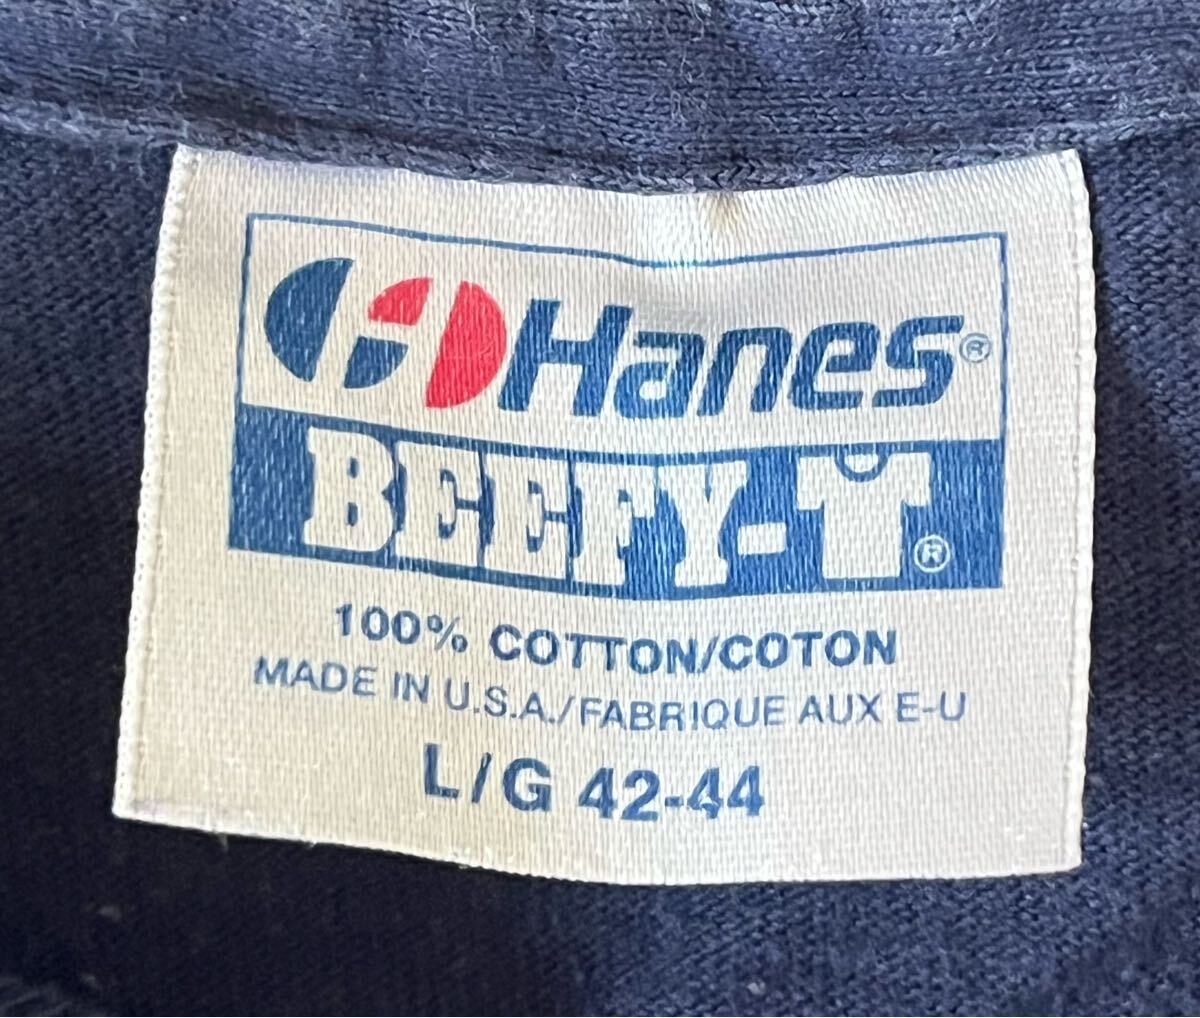 Hanes®
BEEFY-T®
100% COTTON/COTON
MADE IN U.S.A./FABRIQUE AUX E-U
L/G 42-44